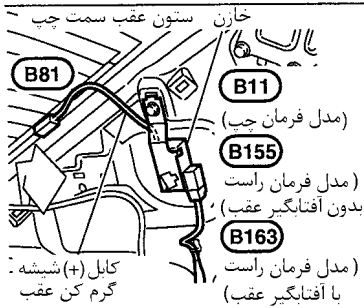 خازن ستون عقب سمت چپ
B81
B11
(مدل فرمان چپ)
B155
(مدل فرمان راست
بدون آفتابگیر عقب)
B163
(مدل فرمان راست
با آفتابگیر عقب)
کابل (+) شیشه
گرم کن عقب